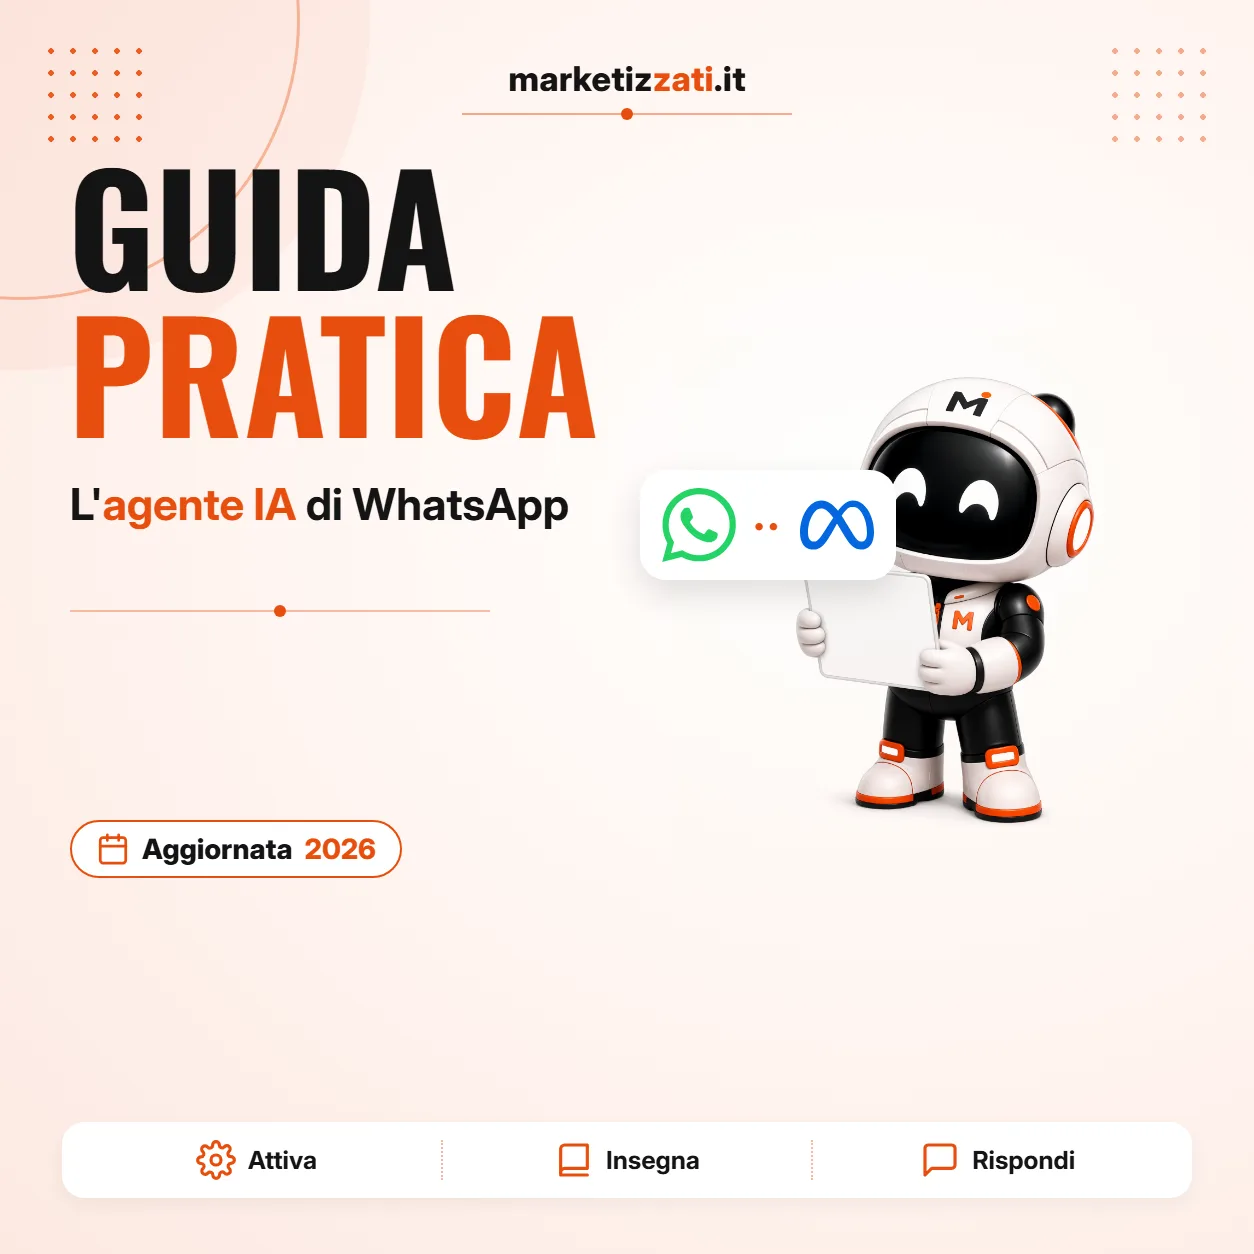 marketizzati.it
GUIDA
PRATICA
L'agente IA di WhatsApp
M
M
Aggiornata 2026
Attiva
Insegna
Rispondi